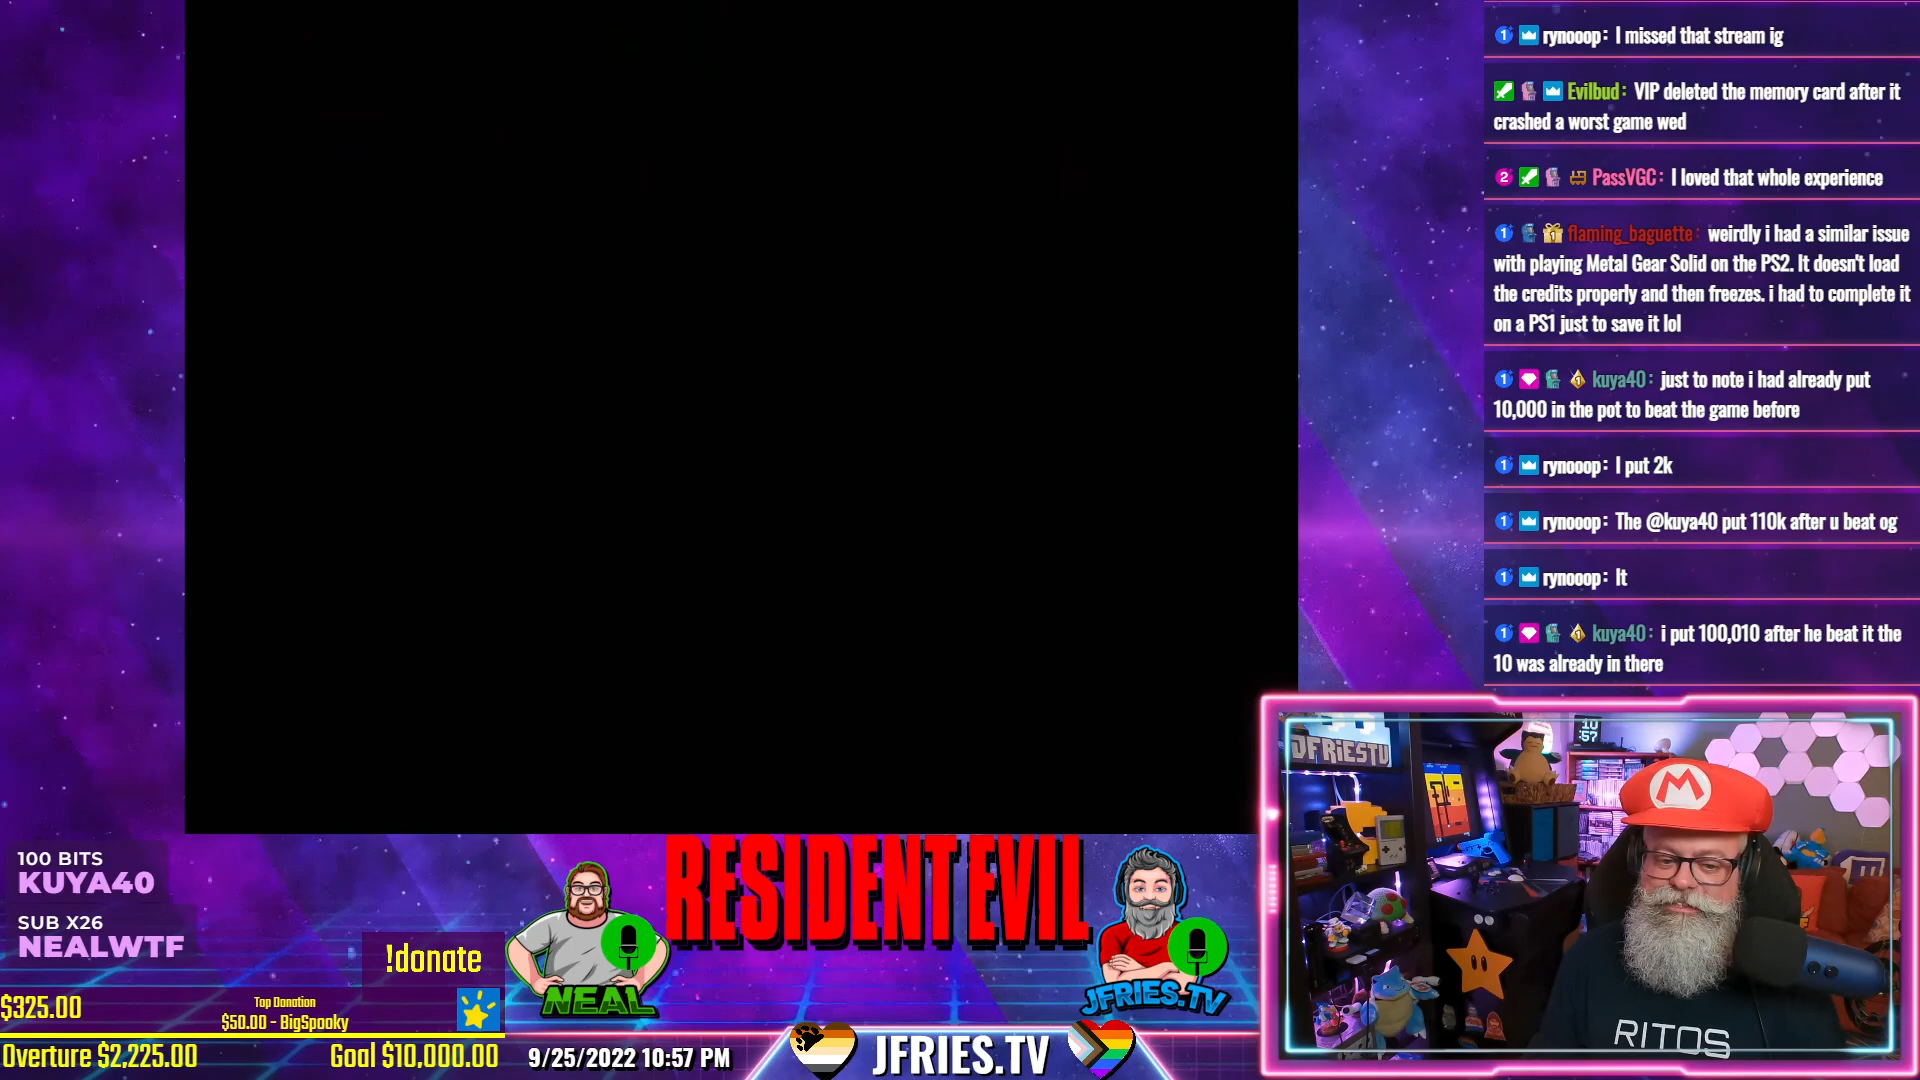 rynooop: I missed that stream ig
Evilbud: VIP deleted the memory card after it
crashed a worst game wed
PassVGC: I loved that whole experience
flaming_baguette: weirdly i had a similar issue
with playing Metal Gear Solid on the PS2. It doesn't load
the credits properly and then freezes. i had to complete it
on a PS1 just to save it lol
kuya40: just to note i had already put
10,000 in the pot to beat the game before
rynooop: I put 2k
rynooop: The @kuya40 put 110k after u beat og
rynooop: It
kuya40: i put 100,010 after he beat it the
10 was already in there
JFRIESTV
10
:57
M
RITOS
100 BITS
KUYA40
SUB X26
NEALWTF
!donate
$325.00
Top Donation
$50.00 - BigSpooky
Overture $2,225.00
Goal $10,000.00
NEAL
RESIDENT EVIL
JFRIES.TV
9/25/2022 10:57 PM
JFRIES.TV